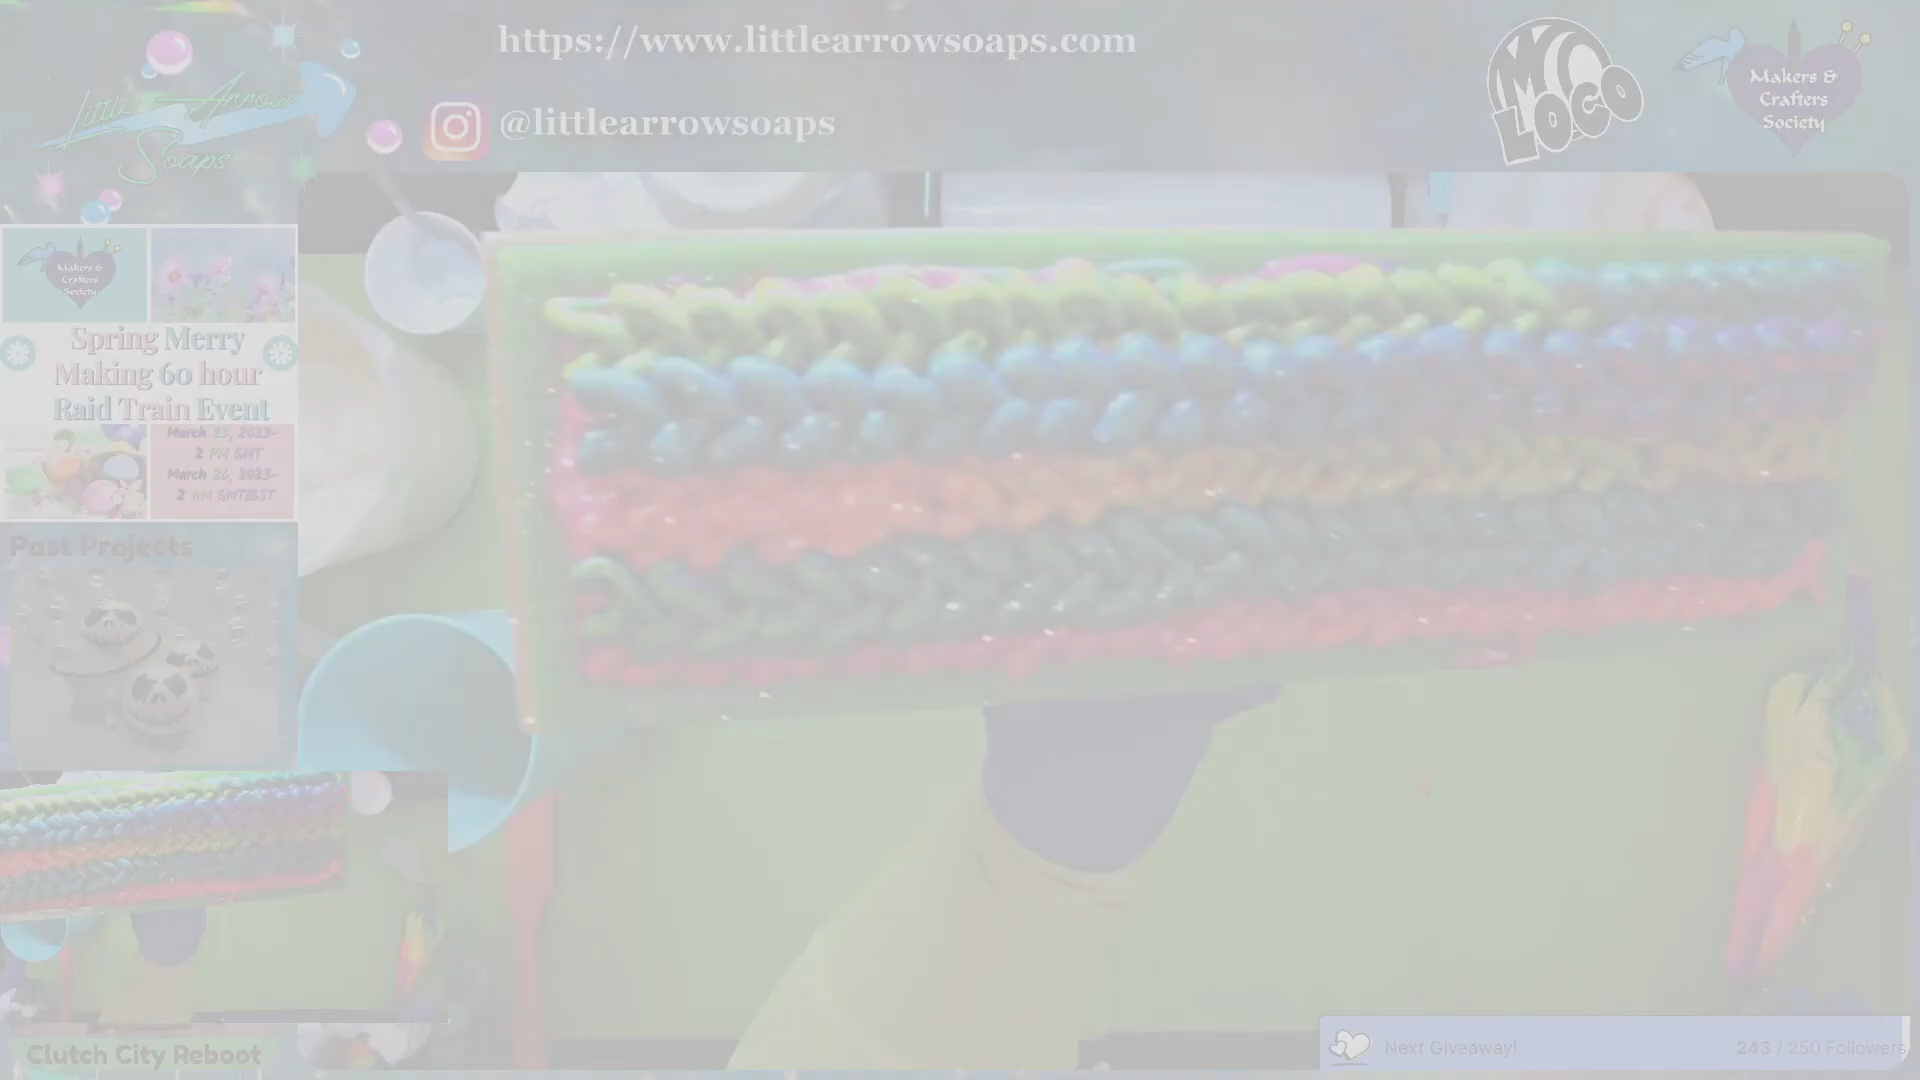 https://www.littlearrowsoaps.com
@littlearrowsoaps
Little Arrow
Soaps
MC
LOCO
Makers &
Crafters
Society
Makers &
Crafters
Society
Spring Merry
Making 60 hour
Raid Train Event
March 23, 2023-
2 PM GMT
March 26, 2023-
2 AM GMT/BST
Past Projects
Clutch City Reboot
Next Giveaway!
243 / 250 Followers